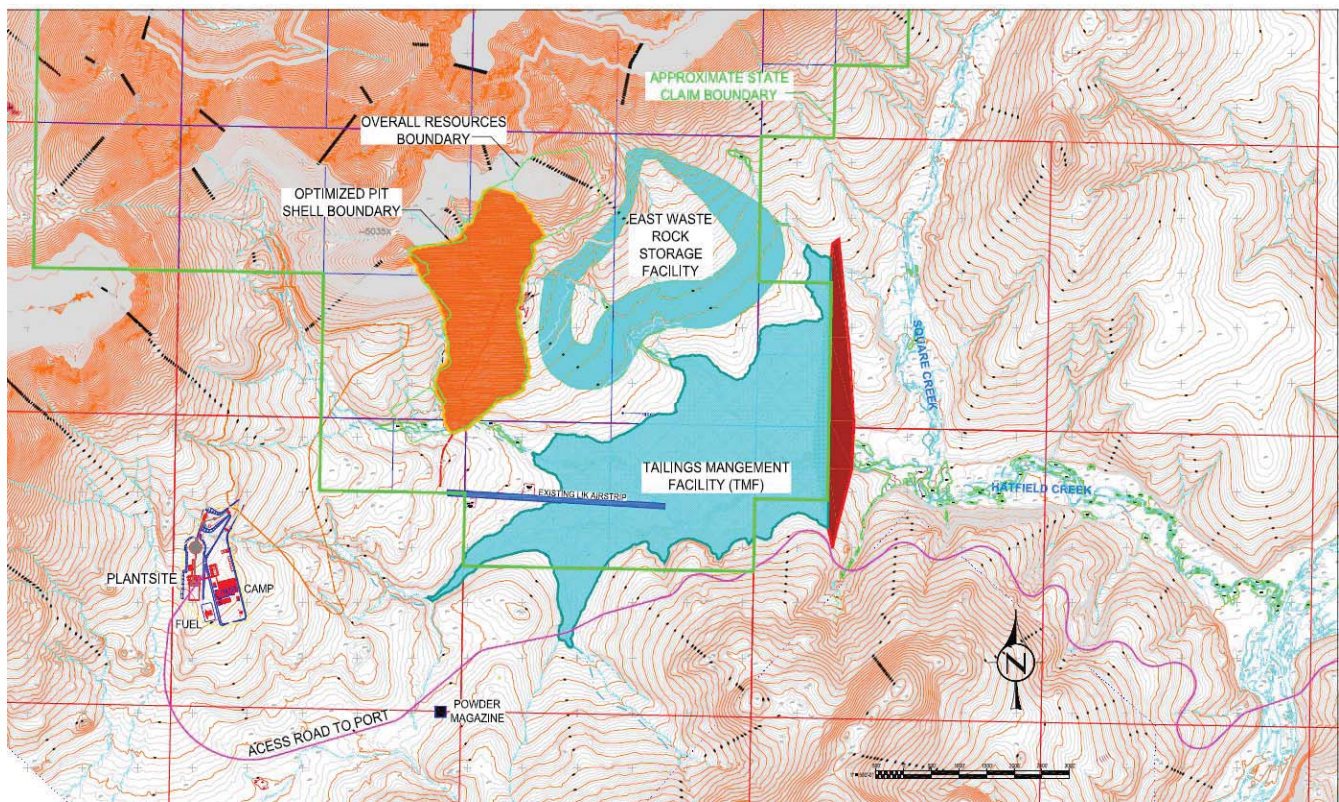 APPROXIMATE STATE
CLAIM BOUNDARY
OVERALL RESOURCES
BOUNDARY
OPTIMIZED PIT
SHELL BOUNDARY
EAST WASTE
ROCK
STORAGE
FACILITY
SQUARE CREEK
TAILINGS MANGEMENT
FACILITY (TMF)
HATFIELD CREEK
EXISTING LIK AIRSTRIP
PLANTSITE
CAMP
FUEL
N
POWDER
MAGAZINE
ACESS ROAD TO PORT